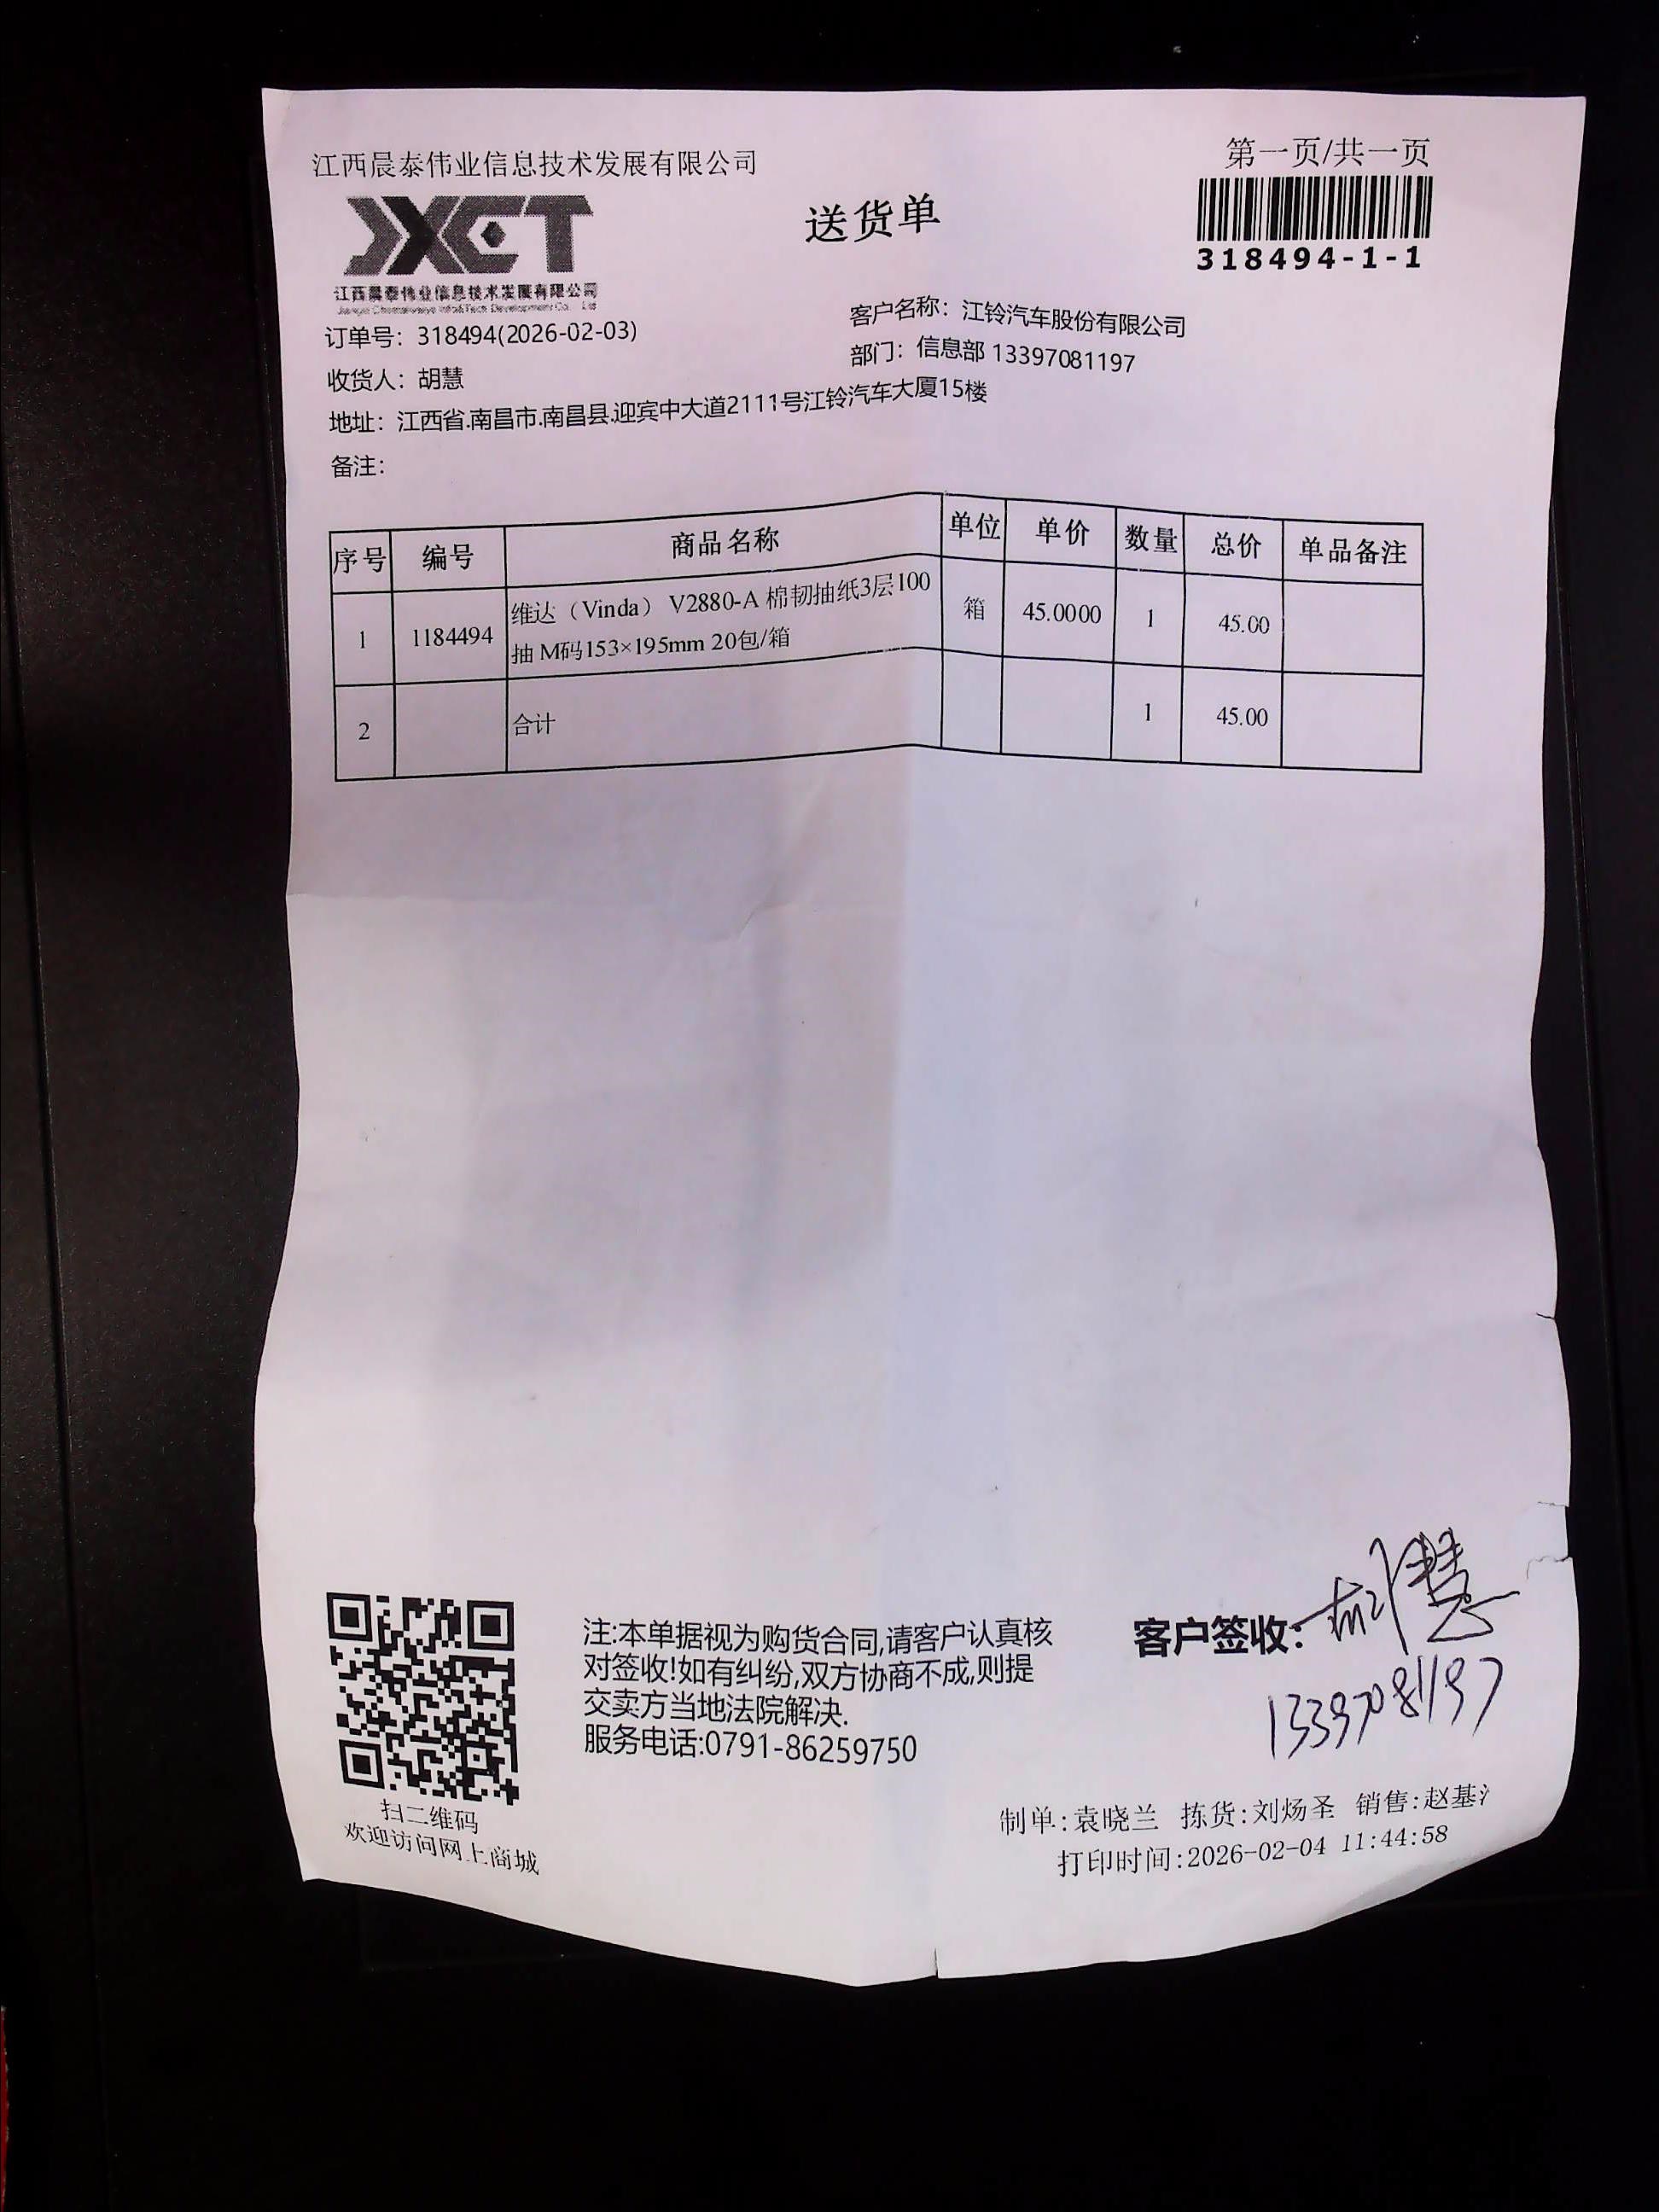 江西晨泰伟业信息技术发展有限公司
第一页/共一页
JXCT
送货单
318494-1-1
江西晨泰伟业信息技术发展有限公司
订单号：318494(2026-02-03)
客户名称：江铃汽车股份有限公司
收货人：胡慧
部门：信息部 13397081197
地址：江西省.南昌市.南昌县.迎宾中大道2111号江铃汽车大厦15楼
备注：
序号 编号 商品名称 单位 单价 数量 总价 单品备注
1 1184494 维达（Vinda） V2880-A 棉韧抽纸3层100 箱 45.0000 1 45.00
抽 M码153×195mm 20包/箱
2 合计 1 45.00
注:本单据视为购货合同,请客户认真核
对签收!如有纠纷,双方协商不成,则提
交卖方当地法院解决.
服务电话:0791-86259750
客户签收: 胡慧
13397081197
扫二维码
欢迎访问网上商城
制单:袁晓兰 拣货:刘炀圣 销售:赵基
打印时间:2026-02-04 11:44:58